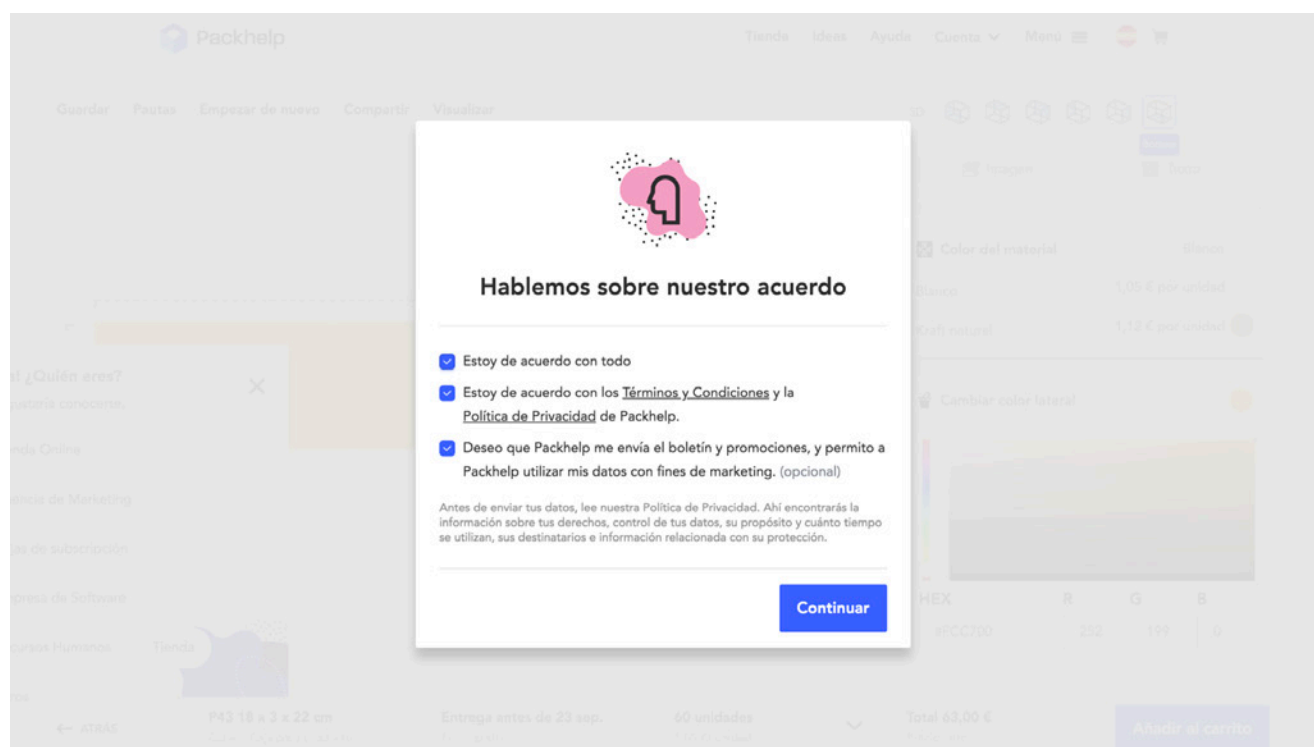 Packhelp
Tienda Ideas Ayuda Cuenta Menú
Guardar Pautas Empezar de nuevo Compartir Visualizar
Imagen
Hablemos sobre nuestro acuerdo
Color del material Blanco
Blanco 1,05 € por unidad
Kraft natural 1,13 € por unidad
Estoy de acuerdo con todo
Estoy de acuerdo con los Términos y Condiciones y la
Política de Privacidad de Packhelp.
Deseo que Packhelp me envía el boletín y promociones, y permito a
Packhelp utilizar mis datos con fines de marketing. (opcional)
Antes de enviar tus datos, lee nuestra Política de Privacidad. Ahí encontrarás la
información sobre tus derechos, control de tus datos, su propósito y cuánto tiempo
se utilizan, sus destinatarios e información relacionada con su protección.
Continuar
¿Quién eres?
conocerte.
Online
de Marketing
de subscripción
de Software
Humanos
Tienda
Cambiar color lateral
HEX R G B
#FCC700 252 199 0
← ATRÁS
P43 18 x 3 x 22 cm
Entrega antes de 23 sep.
60 unidades
Total 63,00 €
Añadir al carrito